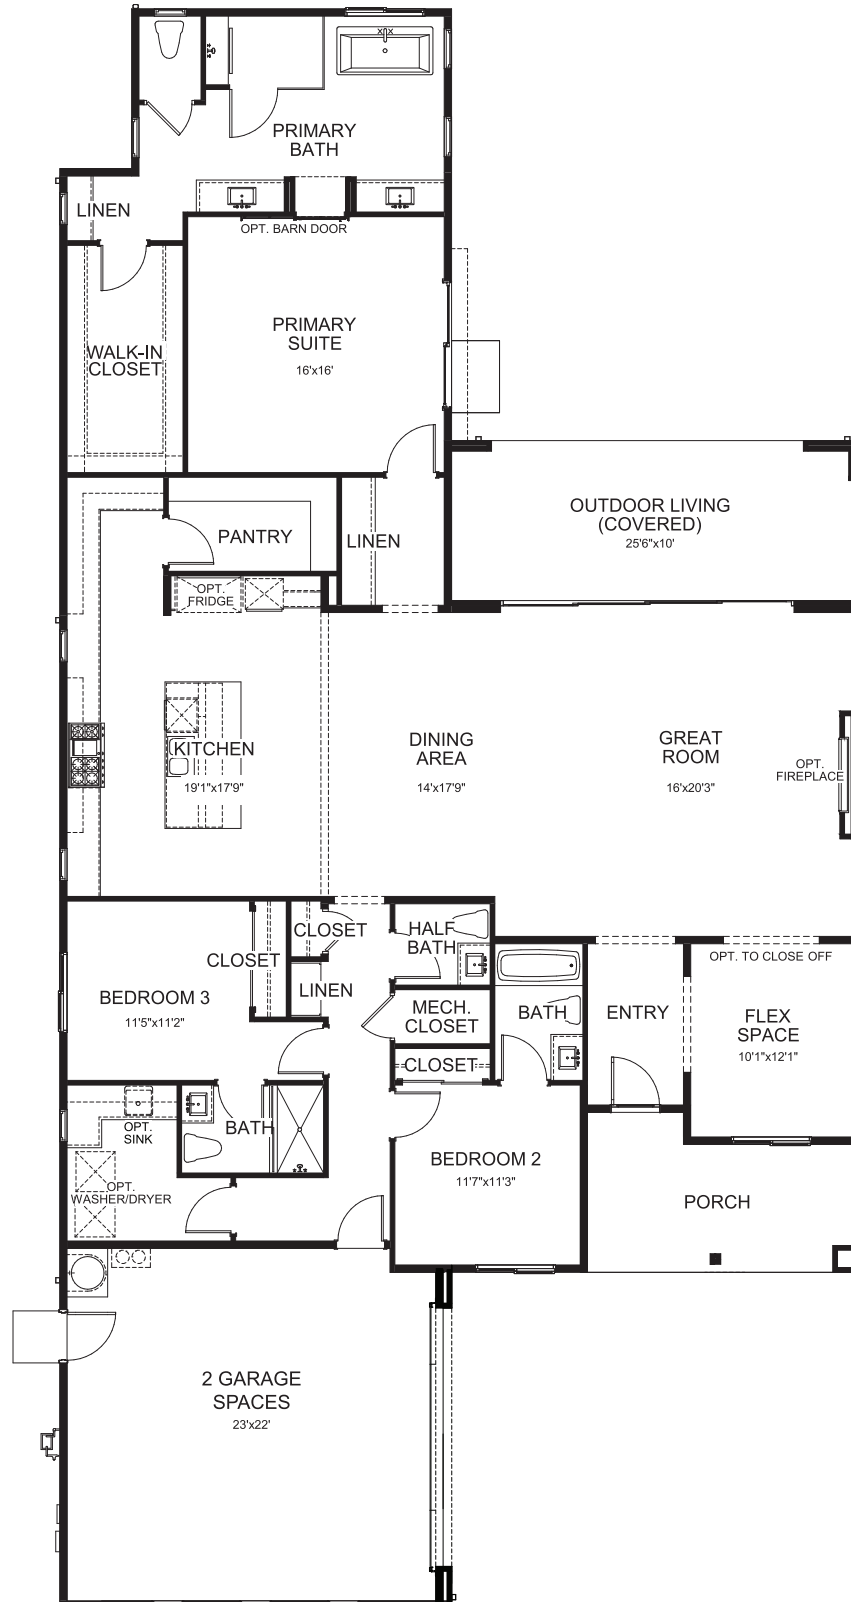 PRIMARY
BATH
LINEN
OPT. BARN DOOR
PRIMARY
SUITE
16'x16'
WALK-IN
CLOSET
OUTDOOR LIVING
(COVERED)
25'6"x10'
PANTRY
LINEN
OPT.
FRIDGE
KITCHEN
19'1"x17'9"
DINING
AREA
14'x17'9"
GREAT
ROOM
16'x20'3"
OPT.
FIREPLACE
CLOSET
HALF
BATH
CLOSET
LINEN
BEDROOM 3
11'5"x11'2"
MECH.
CLOSET
BATH
ENTRY
OPT. TO CLOSE OFF
FLEX
SPACE
10'1"x12'1"
CLOSET
OPT.
SINK
BATH
BEDROOM 2
11'7"x11'3"
OPT.
WASHER/DRYER
PORCH
2 GARAGE
SPACES
23'x22'